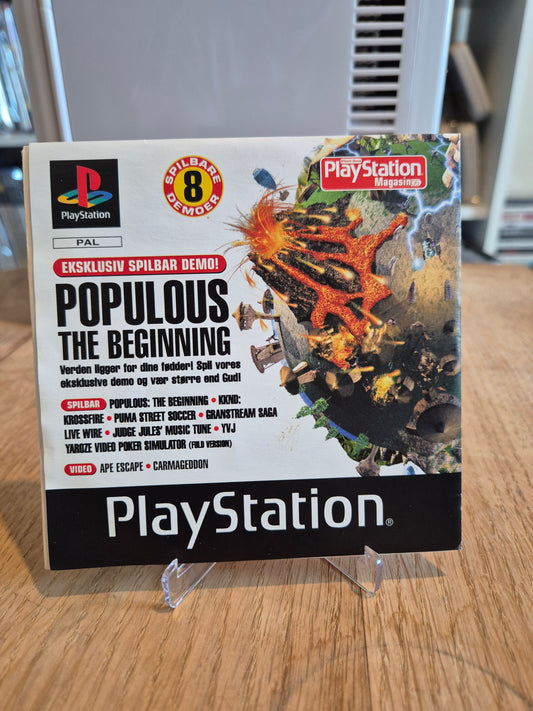 PlayStation
PAL
SPILBARE
8
DEMOER
PlayStation
Magasin
EKSKLUSIV SPILBAR DEMO!
POPULOUS
THE BEGINNING
Verden ligger for dine fødder! Spil vores
eksklusive demo og vær større end Gud!
SPILBAR POPULOUS: THE BEGINNING • KKND:
KROSSFIRE • PUMA STREET SOCCER • GRANSTREAM SAGA
LIVE WIRE • JUDGE JULES' MUSIC TUNE • YVJ
YAROZE VIDEO POKER SIMULATOR (FULD VERSION)
VIDEO APE ESCAPE • CARMAGEDDON
PlayStation®